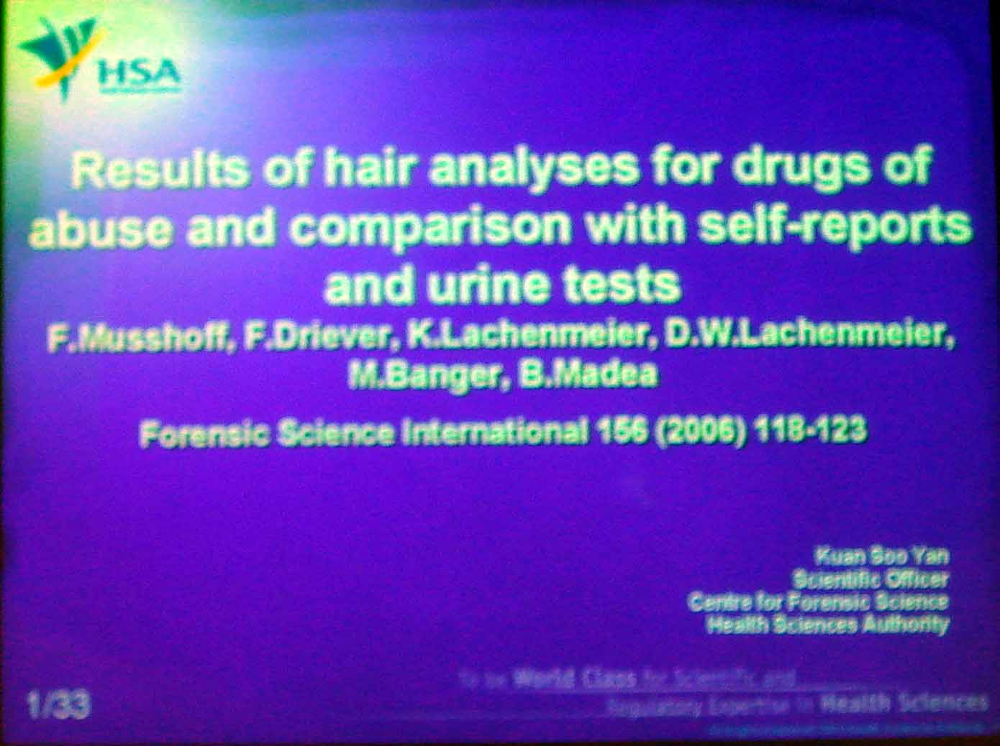 HSA
Results of hair analyses for drugs of
abuse and comparison with self-reports
and urine tests
F.Musshoff, F.Driever, K.Lachenmeier, D.W.Lachenmeier,
M.Banger, B.Madea
Forensic Science International 156 (2006) 118-123
Kuan Soo Yan
Scientific Officer
Centre for Forensic Science
Health Sciences Authority
To be World Class for Scientific and
Regulatory Expertise in Health Sciences
1/33